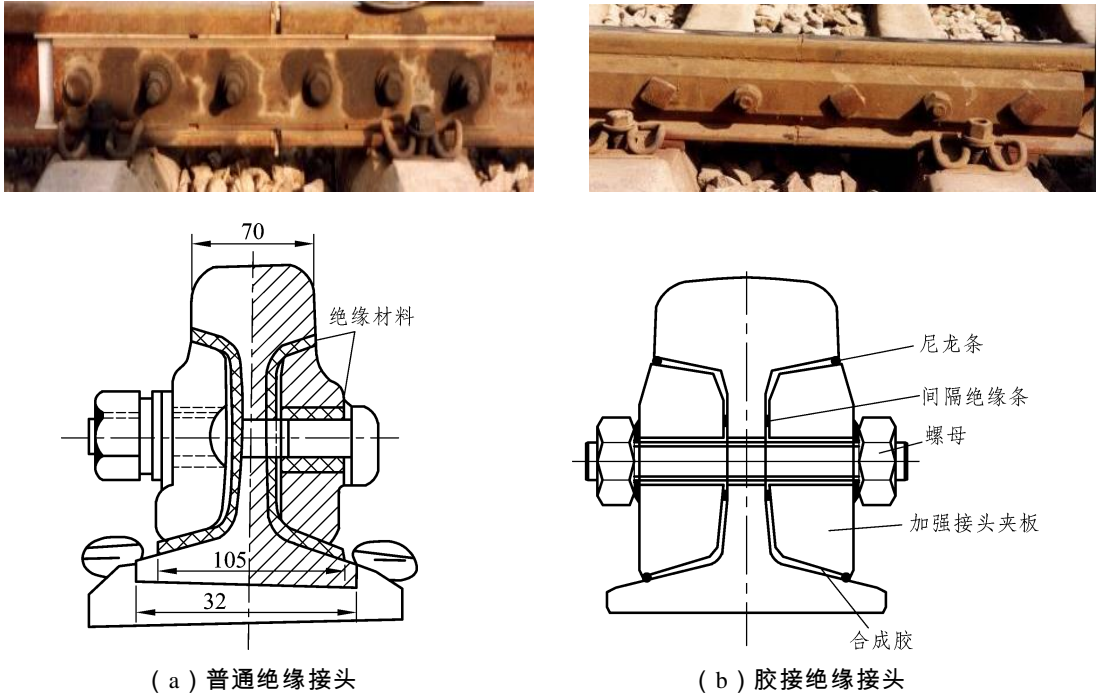 70
绝缘材料
105
32
尼龙条
间隔绝缘条
螺母
加强接头夹板
合成胶
（a）普通绝缘接头
（b）胶接绝缘接头